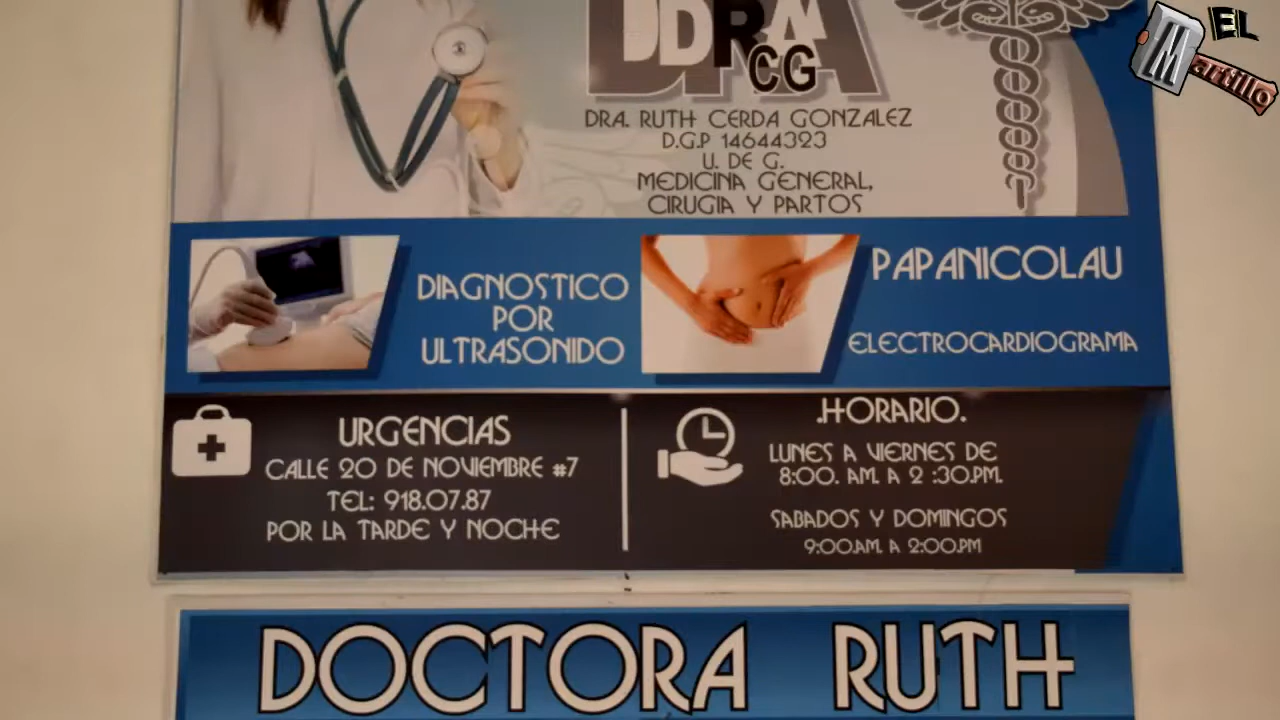 EL
Martillo
DDRA
CG
DRA. RUTH CERDA GONZALEZ
D.G.P 14644323
U. DE G.
MEDICINA GENERAL,
CIRUGIA Y PARTOS
DIAGNOSTICO
POR
ULTRASONIDO
PAPANICOLAU
ELECTROCARDIOGRAMA
URGENCIAS
CALLE 20 DE NOVIEMBRE #7
TEL: 918.07.87
POR LA TARDE Y NOCHE
.HORARIO.
LUNES A VIERNES DE
8:00. AM. A 2 :30.PM.
SABADOS Y DOMINGOS
9:00.AM. A 2:00.PM
DOCTORA RUTH